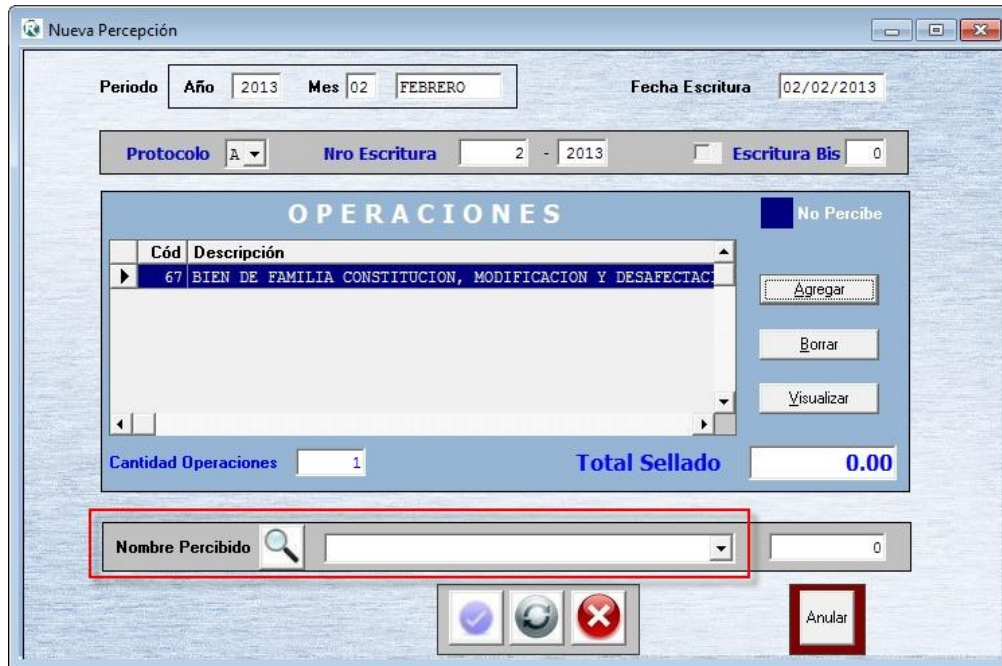 Nueva Percepción
Periodo Año 2013 Mes 02 FEBRERO Fecha Escritura 02/02/2013
Protocolo A Nro Escritura 2 - 2013 Escritura Bis 0
OPERACIONES No Percibe
Cód Descripción
67 BIEN DE FAMILIA CONSTITUCION, MODIFICACION Y DESAFECTAC
Agregar
Borrar
Visualizar
Cantidad Operaciones 1 Total Sellado 0.00
Nombre Percibido 0
Anular